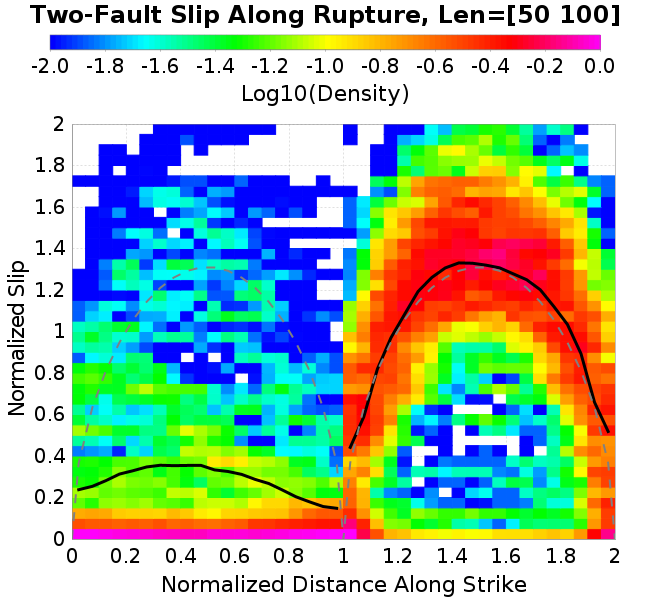 Two-Fault Slip Along Rupture, Len=[50 100]
-2.0 -1.8 -1.6 -1.4 -1.2 -1.0 -0.8 -0.6 -0.4 -0.2 0.0
Log10(Density)
Normalized Slip
2
1.8
1.6
1.4
1.2
1
0.8
0.6
0.4
0.2
0
0 0.2 0.4 0.6 0.8 1 1.2 1.4 1.6 1.8 2
Normalized Distance Along Strike